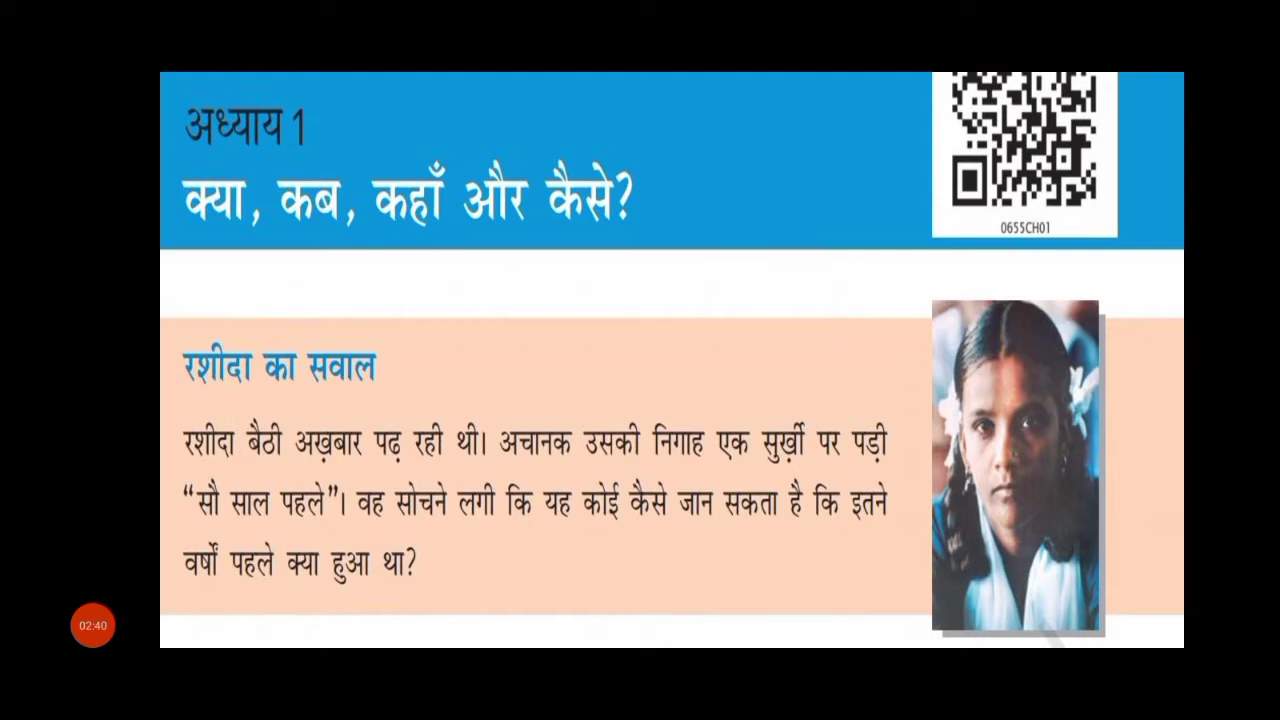 अध्याय 1
क्या, कब, कहाँ और कैसे?
0655CH01
रशीदा का सवाल
रशीदा बैठी अख़बार पढ़ रही थी। अचानक उसकी निगाह एक सुर्ख़ी पर पड़ी
“सौ साल पहले”। वह सोचने लगी कि यह कोई कैसे जान सकता है कि इतने
वर्षों पहले क्या हुआ था?
02:40